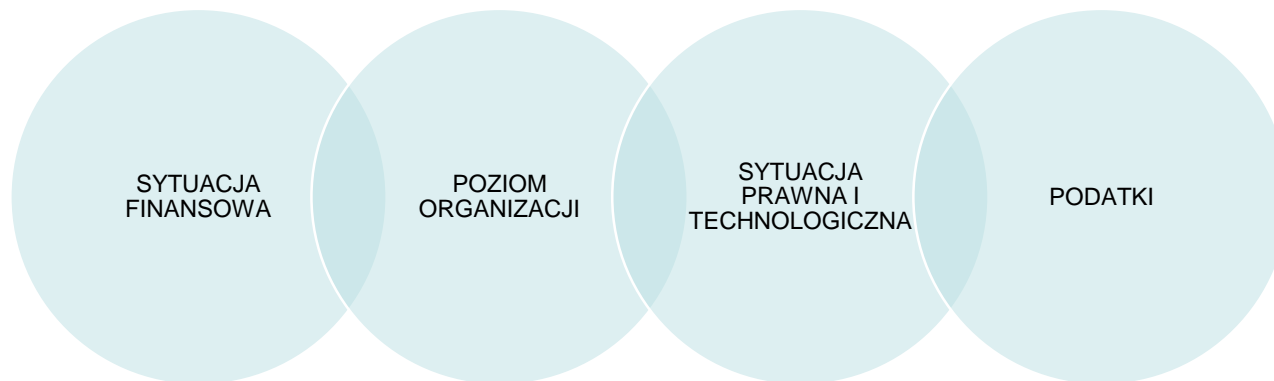 SYTUACJA
FINANSOWA
POZIOM
ORGANIZACJI
SYTUACJA
PRAWNA I
TECHNOLOGICZNA
PODATKI